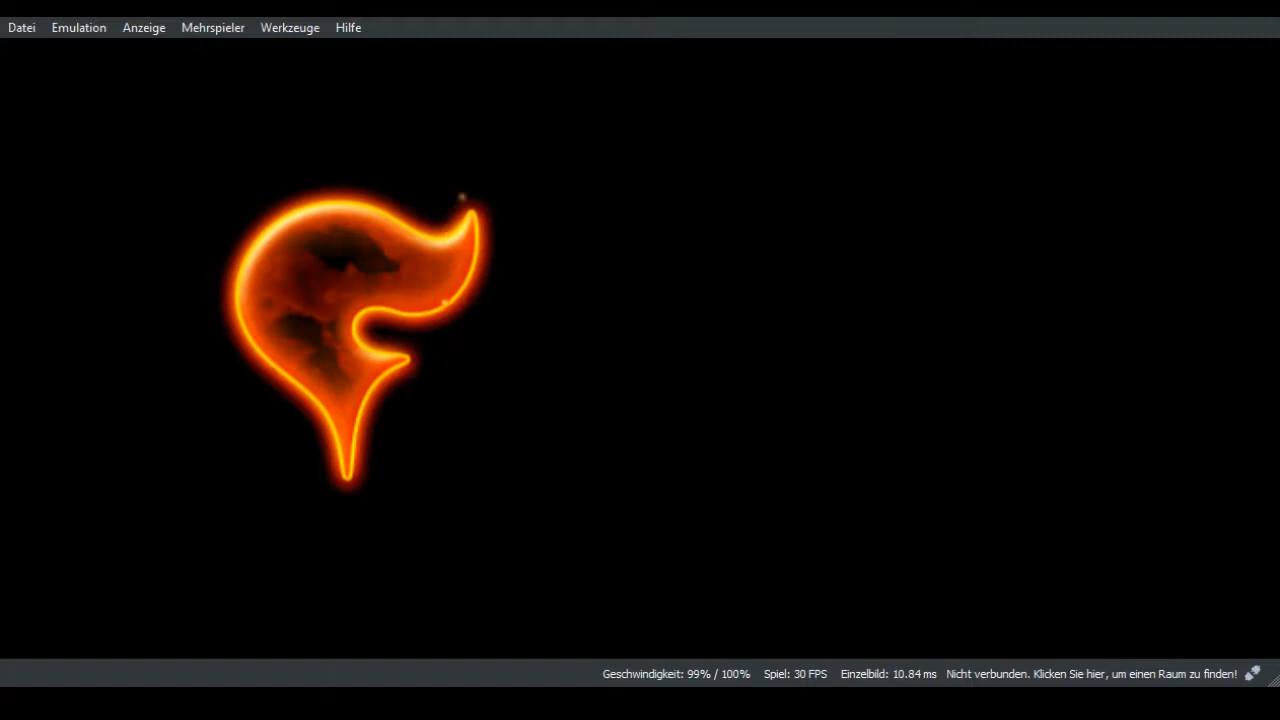 Datei Emulation Anzeige Mehrspieler Werkzeuge Hilfe
Geschwindigkeit: 99% / 100% Spiel: 30 FPS Einzelbild: 10.84 ms Nicht verbunden. Klicken Sie hier, um einen Raum zu finden!